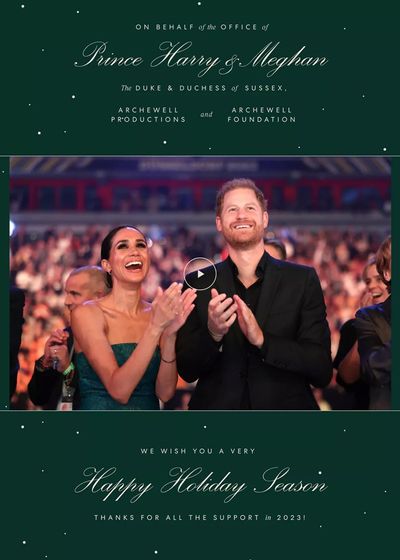 ON BEHALF of the OFFICE of
Prince Harry & Meghan
The DUKE & DUCHESS of SUSSEX,
ARCHEWELL PRODUCTIONS and ARCHEWELL FOUNDATION
WE WISH YOU A VERY
Happy Holiday Season
THANKS FOR ALL THE SUPPORT in 2023!